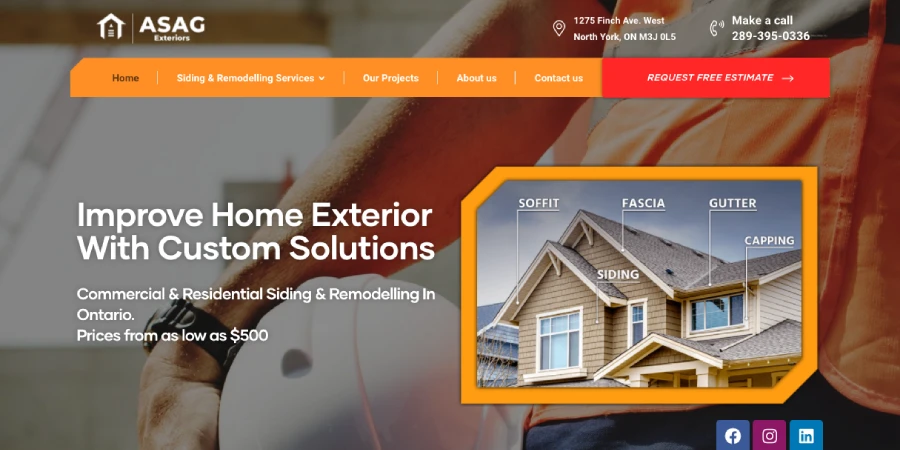 ASAG
Exteriors
1275 Finch Ave. West
North York, ON M3J 0L5
Make a call
289-395-0336
Home
Siding & Remodelling Services
Our Projects
About us
Contact us
REQUEST FREE ESTIMATE
Improve Home Exterior
With Custom Solutions
Commercial & Residential Siding & Remodelling In
Ontario.
Prices from as low as $500
SOFFIT
FASCIA
GUTTER
CAPPING
SIDING